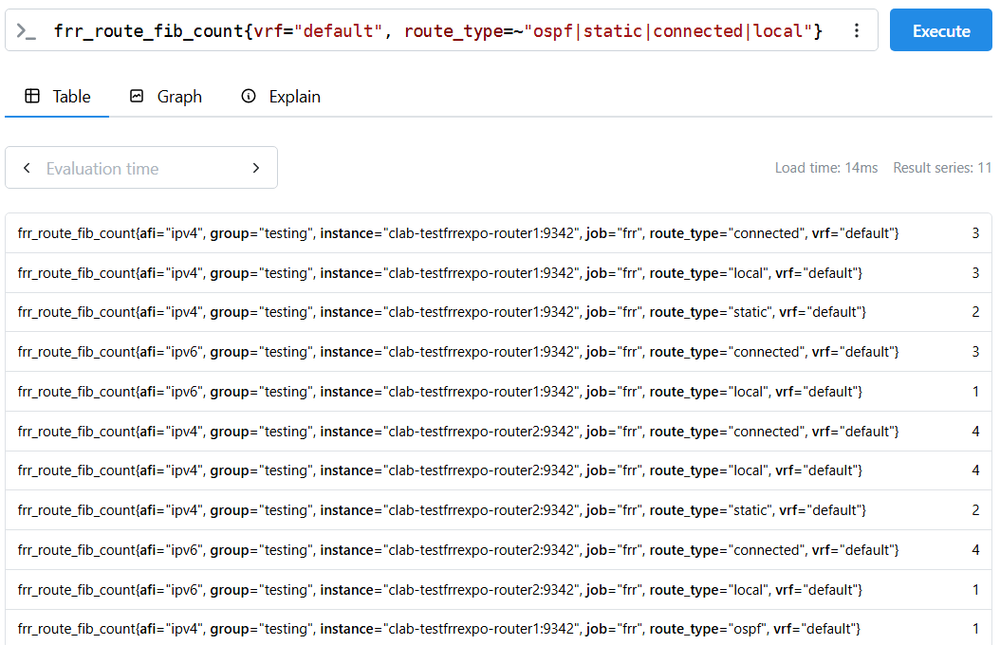 >_ frr_route_fib_count{vrf="default", route_type=~"ospf|static|connected|local"} Execute
Table Graph Explain
Evaluation time Load time: 14ms Result series: 11
frr_route_fib_count{afi="ipv4", group="testing", instance="clab-testfrrexpo-router1:9342", job="frr", route_type="connected", vrf="default"} 3
frr_route_fib_count{afi="ipv4", group="testing", instance="clab-testfrrexpo-router1:9342", job="frr", route_type="local", vrf="default"} 3
frr_route_fib_count{afi="ipv4", group="testing", instance="clab-testfrrexpo-router1:9342", job="frr", route_type="static", vrf="default"} 2
frr_route_fib_count{afi="ipv6", group="testing", instance="clab-testfrrexpo-router1:9342", job="frr", route_type="connected", vrf="default"} 3
frr_route_fib_count{afi="ipv6", group="testing", instance="clab-testfrrexpo-router1:9342", job="frr", route_type="local", vrf="default"} 1
frr_route_fib_count{afi="ipv4", group="testing", instance="clab-testfrrexpo-router2:9342", job="frr", route_type="connected", vrf="default"} 4
frr_route_fib_count{afi="ipv4", group="testing", instance="clab-testfrrexpo-router2:9342", job="frr", route_type="local", vrf="default"} 4
frr_route_fib_count{afi="ipv4", group="testing", instance="clab-testfrrexpo-router2:9342", job="frr", route_type="static", vrf="default"} 2
frr_route_fib_count{afi="ipv6", group="testing", instance="clab-testfrrexpo-router2:9342", job="frr", route_type="connected", vrf="default"} 4
frr_route_fib_count{afi="ipv6", group="testing", instance="clab-testfrrexpo-router2:9342", job="frr", route_type="local", vrf="default"} 1
frr_route_fib_count{afi="ipv4", group="testing", instance="clab-testfrrexpo-router1:9342", job="frr", route_type="ospf", vrf="default"} 1